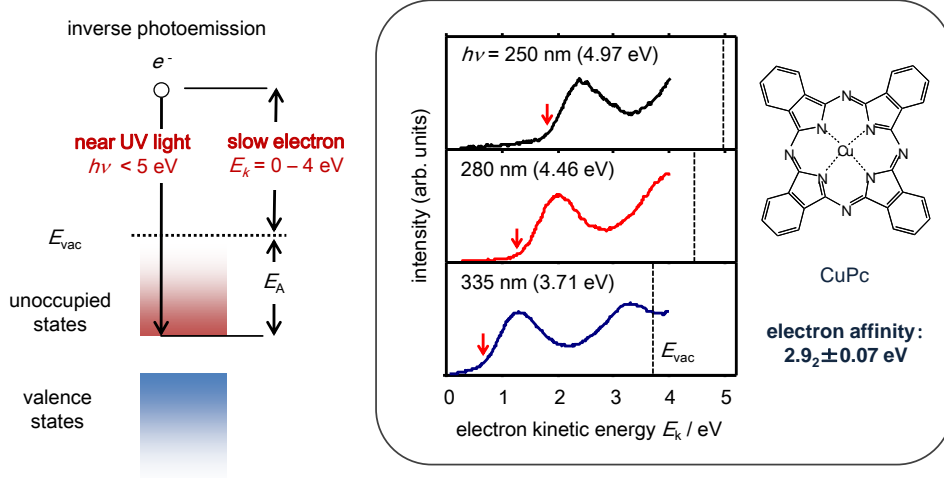 inverse photoemission
e⁻
near UV light
hν < 5 eV
slow electron
Eₖ = 0 – 4 eV
E_vac
E_A
unoccupied
states
valence
states
intensity (arb. units)
hν = 250 nm (4.97 eV)
280 nm (4.46 eV)
335 nm (3.71 eV)
E_vac
0 1 2 3 4 5
electron kinetic energy Eₖ / eV
N
N
N
N
Cu
N
N
N
N
CuPc
electron affinity:
2.9₂±0.07 eV